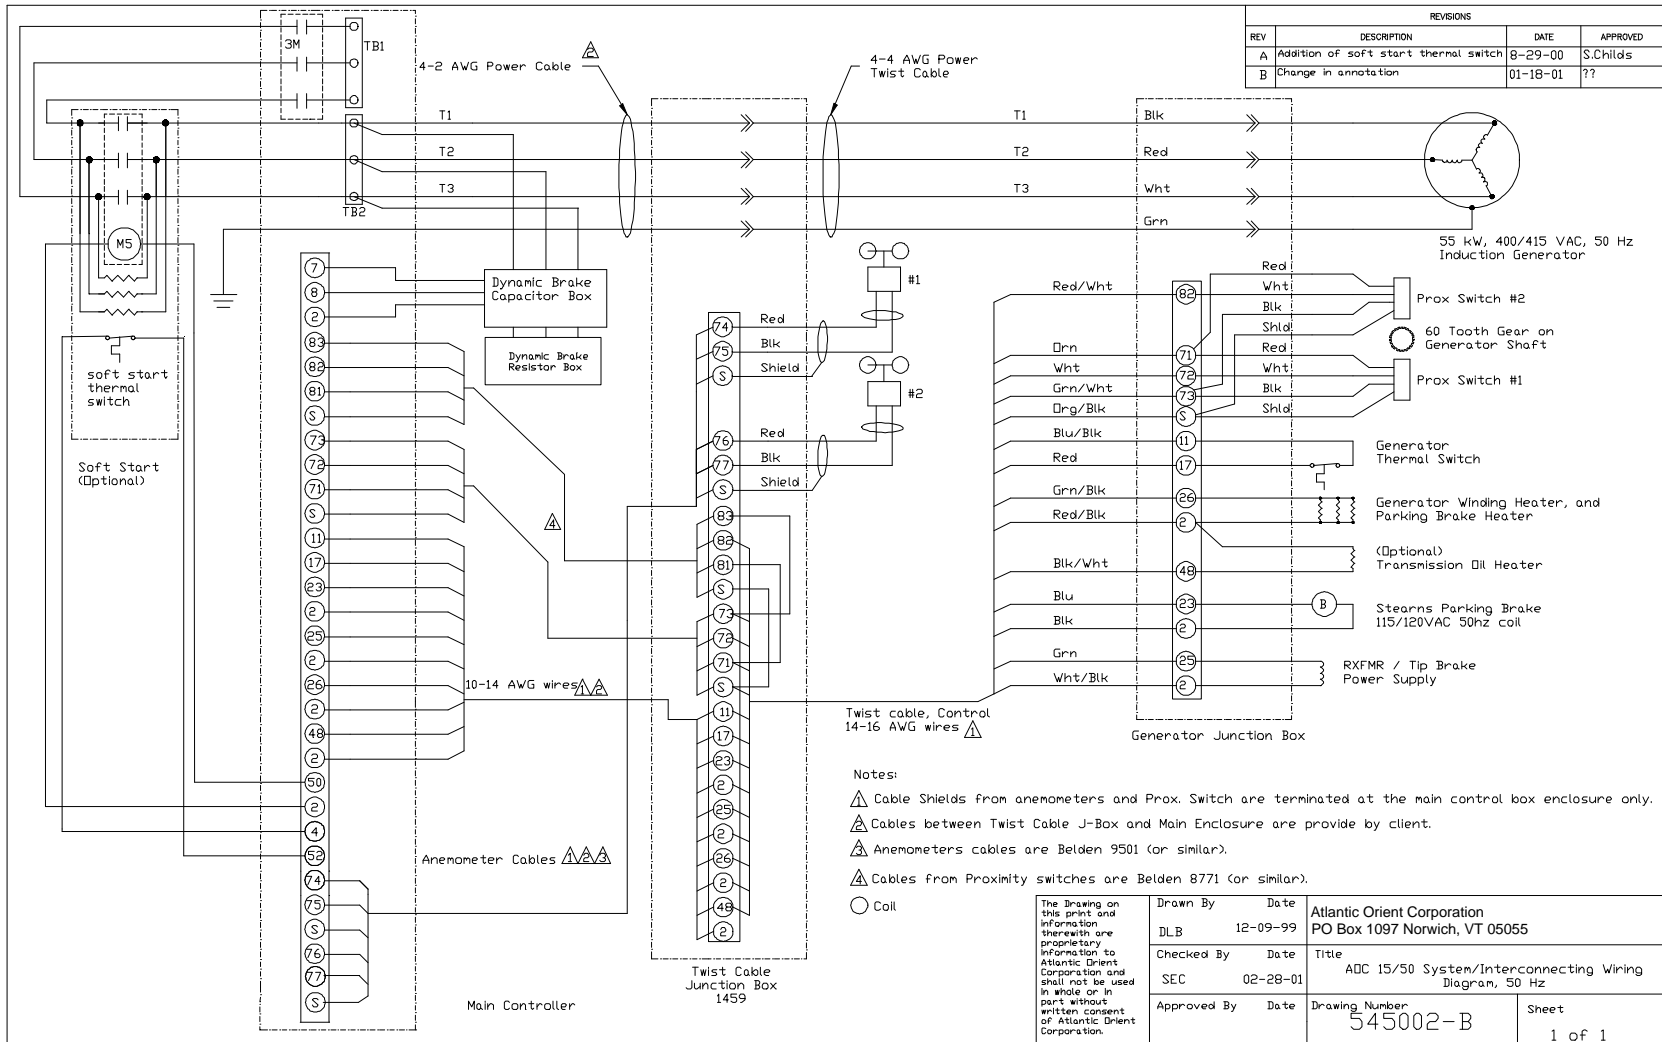 REVISIONS
REV DESCRIPTION DATE APPROVED
A Addition of soft start thermal switch 8-29-00 S.Childs
B Change in annotation 01-18-01 ??
3M
TB1
TB2
4-2 AWG Power Cable 2
4-4 AWG Power
Twist Cable
T1 T1 Blk
T2 T2 Red
T3 T3 Wht
Grn
55 kW, 400/415 VAC, 50 Hz
Induction Generator
M5
soft start
thermal
switch
Soft Start
(Optional)
Dynamic Brake
Capacitor Box
Dynamic Brake
Resistor Box
7
8
2
83
82
81
S
73
72
71
S
11
17
23
2
25
2
26
2
48
2
50
2
4
52
74
75
S
76
77
S
4
10-14 AWG wires 1 2
Anemometer Cables 1 2 3
Main Controller
74 Red
75 Blk
S Shield
#1
76 Red
77 Blk
S Shield
#2
83
82
81
S
73
72
71
S
11
17
23
2
25
2
26
2
48
2
Twist Cable
Junction Box
1459
Twist cable, Control
14-16 AWG wires 1
Red/Wht 82
Orn 71
Wht 72
Grn/Wht 73
Org/Blk S
Blu/Blk 11
Red 17
Grn/Blk 26
Red/Blk 2
Blk/Wht 48
Blu 23
Blk 2
Grn 25
Wht/Blk 2
Generator Junction Box
Red
Wht
Blk
Shld
Prox Switch #2
60 Tooth Gear on
Generator Shaft
Red
Wht
Blk
Shld
Prox Switch #1
Generator
Thermal Switch
Generator Winding Heater, and
Parking Brake Heater
(Optional)
Transmission Oil Heater
B
Stearns Parking Brake
115/120VAC 50hz coil
RXFMR / Tip Brake
Power Supply
Notes:
1 Cable Shields from anemometers and Prox. Switch are terminated at the main control box enclosure only.
2 Cables between Twist Cable J-Box and Main Enclosure are provide by client.
3 Anemometers cables are Belden 9501 (or similar).
4 Cables from Proximity switches are Belden 8771 (or similar).
Coil
The Drawing on
this print and
information
therewith are
proprietary
information to
Atlantic Orient
Corporation and
shall not be used
in whole or in
part without
written consent
of Atlantic Orient
Corporation.
Drawn By Date
DLB 12-09-99
Checked By Date
SEC 02-28-01
Approved By Date
Atlantic Orient Corporation
PO Box 1097 Norwich, VT 05055
Title
AOC 15/50 System/Interconnecting Wiring
Diagram, 50 Hz
Drawing Number
545002-B
Sheet
1 of 1